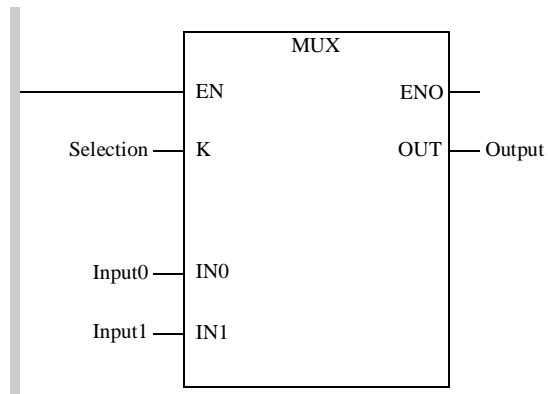 MUX
EN ENO
Selection K OUT Output
Input0 IN0
Input1 IN1